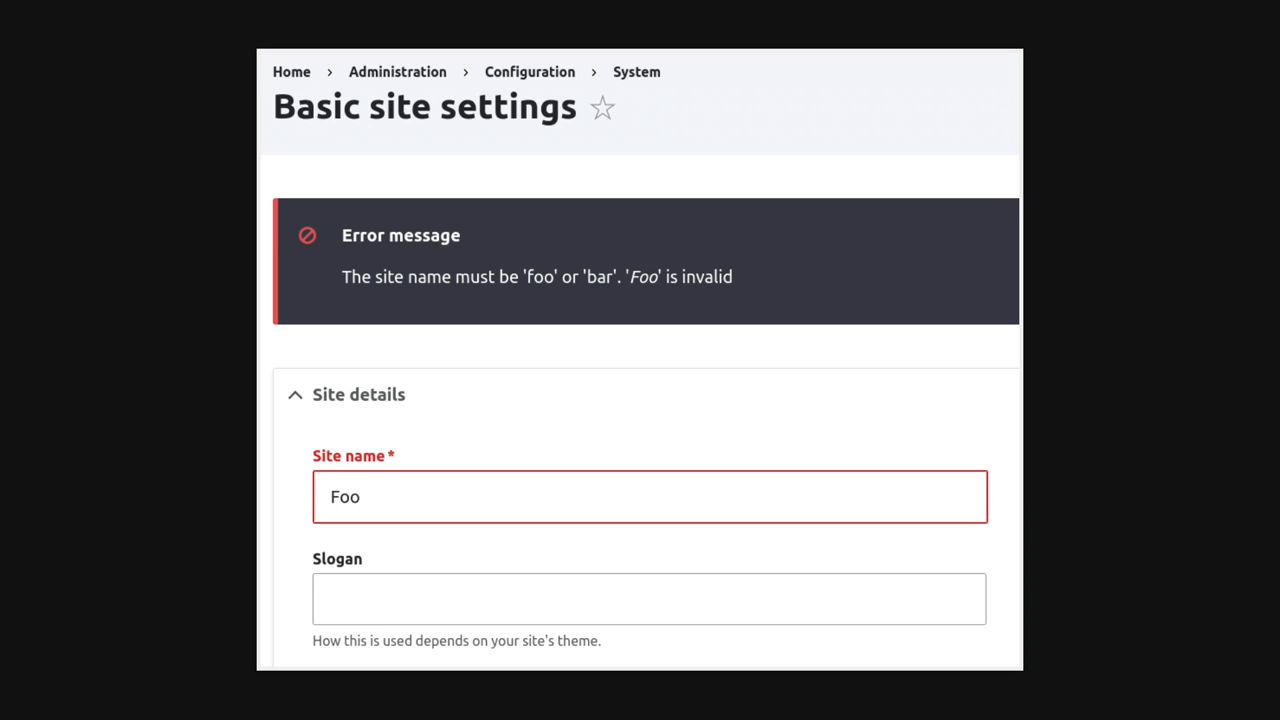 Home › Administration › Configuration › System
Basic site settings
Error message
The site name must be 'foo' or 'bar'. 'Foo' is invalid
Site details
Site name*
Foo
Slogan
How this is used depends on your site's theme.